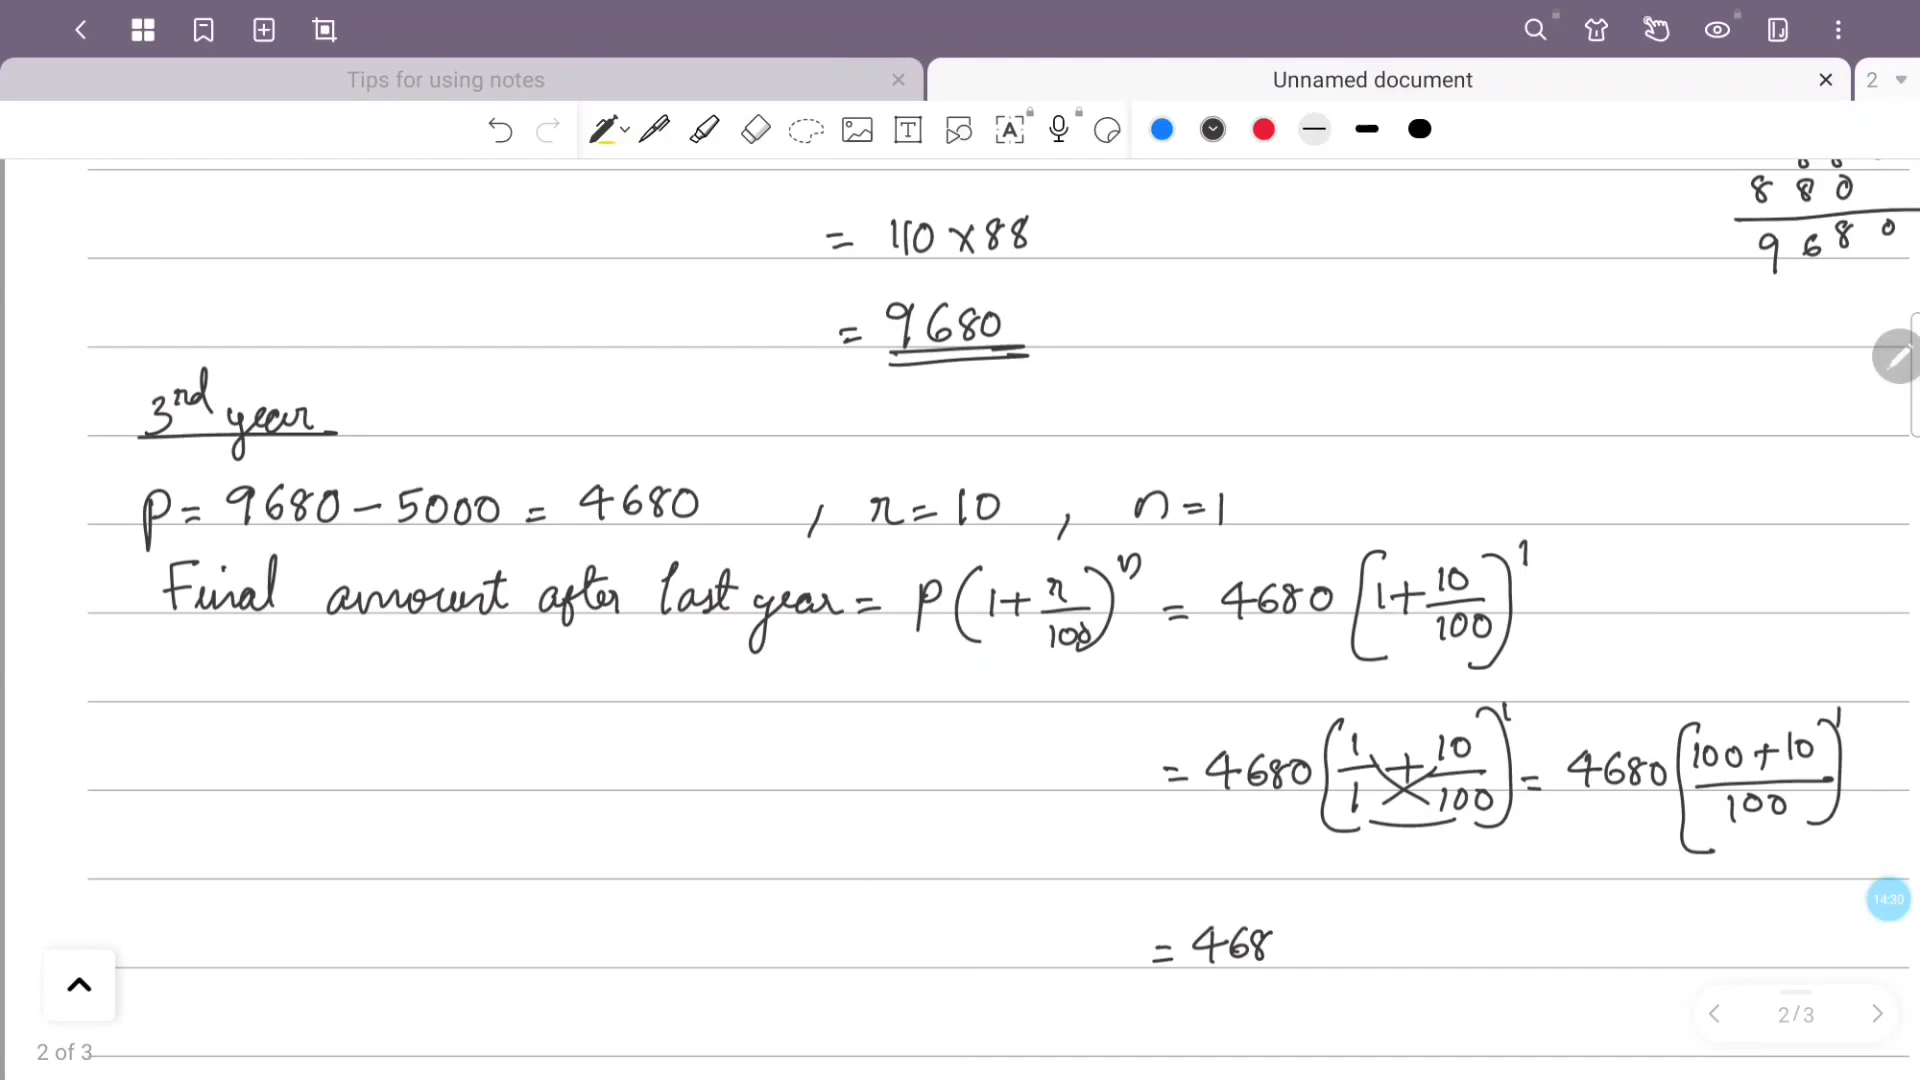 Tips for using notes
Unnamed document
2
8 8 0
9 6 8 0
= 110 × 88
= 9680
3rd year
P = 9680 - 5000 = 4680 , r = 10 , n = 1
Final amount after last year = P(1 + r/100)^n = 4680 [1 + 10/100]^1
= 4680 (1/1 + 10/100)^1 = 4680 [100 + 10/100]^1
14:30
= 468
2/3
2 of 3